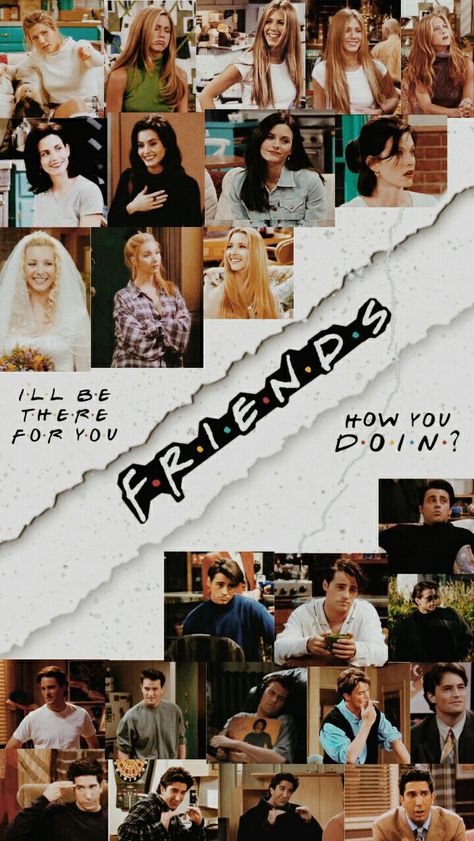 I'LL BE
THERE
FOR YOU
F·R·I·E·N·D·S
HOW YOU
D·O·I·N?